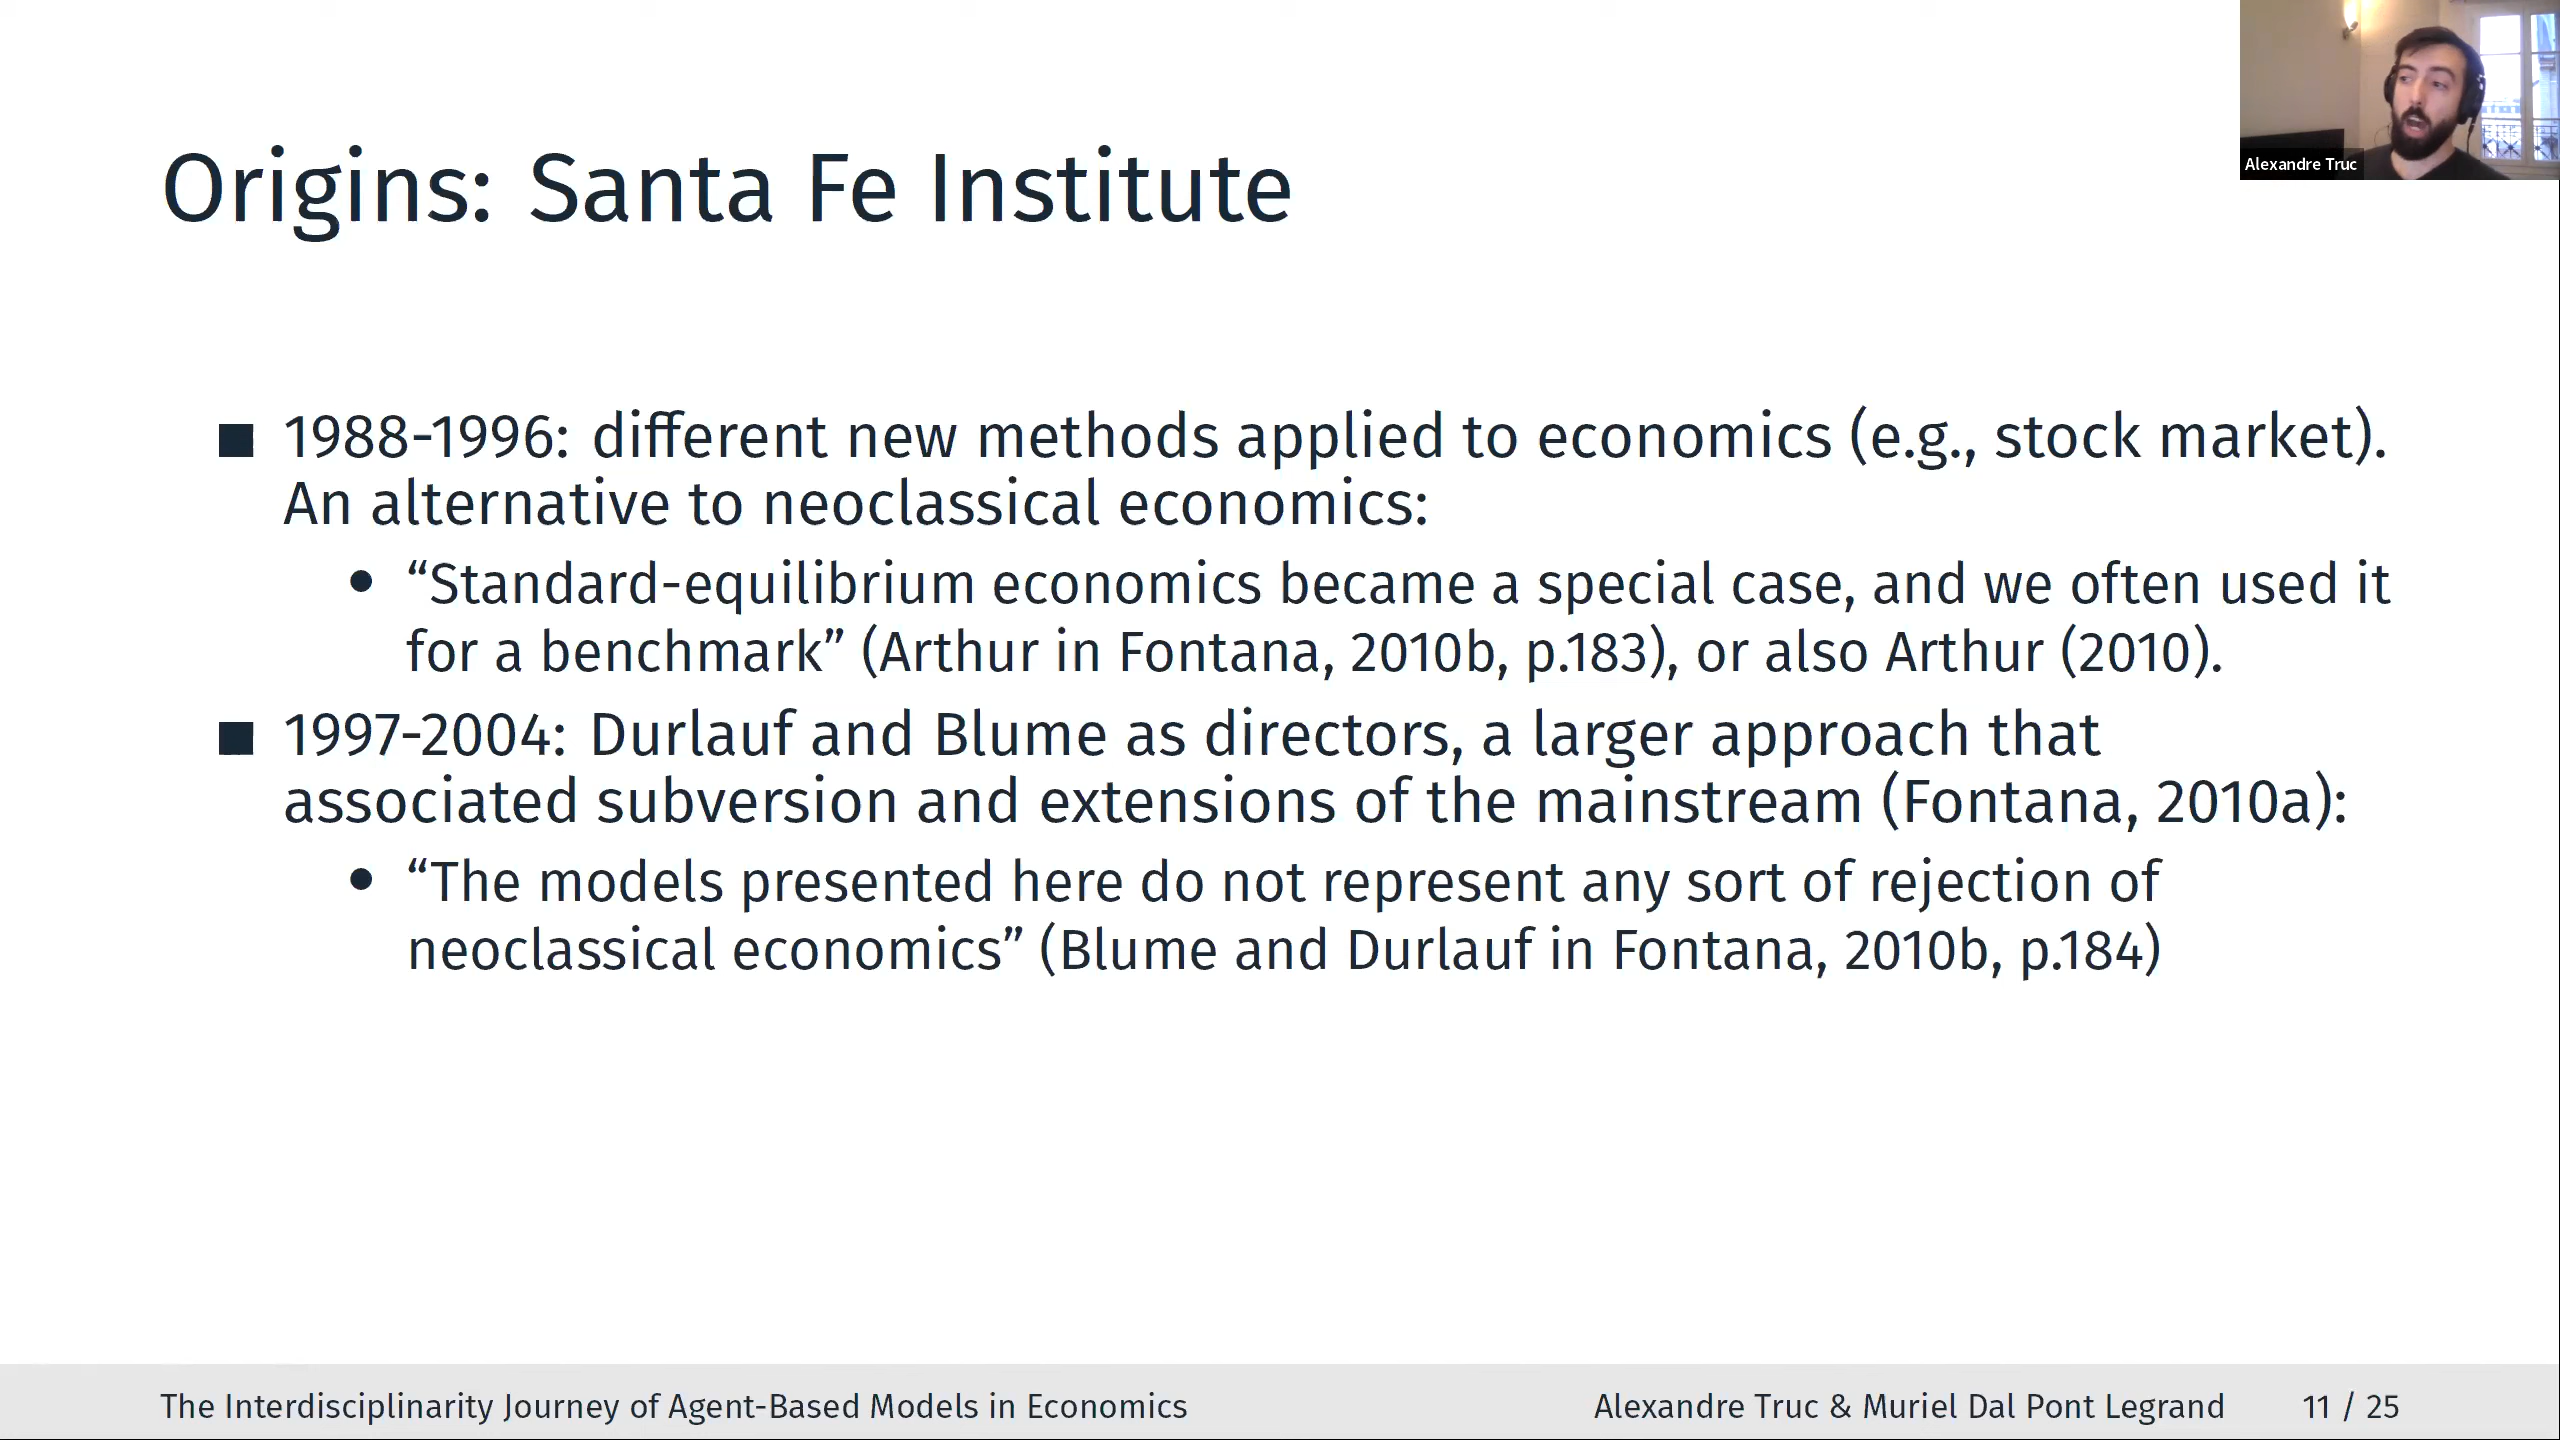 Alexandre Truc
Origins: Santa Fe Institute
1988-1996: different new methods applied to economics (e.g., stock market).
An alternative to neoclassical economics:
“Standard-equilibrium economics became a special case, and we often used it
for a benchmark” (Arthur in Fontana, 2010b, p.183), or also Arthur (2010).
1997-2004: Durlauf and Blume as directors, a larger approach that
associated subversion and extensions of the mainstream (Fontana, 2010a):
“The models presented here do not represent any sort of rejection of
neoclassical economics” (Blume and Durlauf in Fontana, 2010b, p.184)
The Interdisciplinarity Journey of Agent-Based Models in Economics
Alexandre Truc & Muriel Dal Pont Legrand
11 / 25